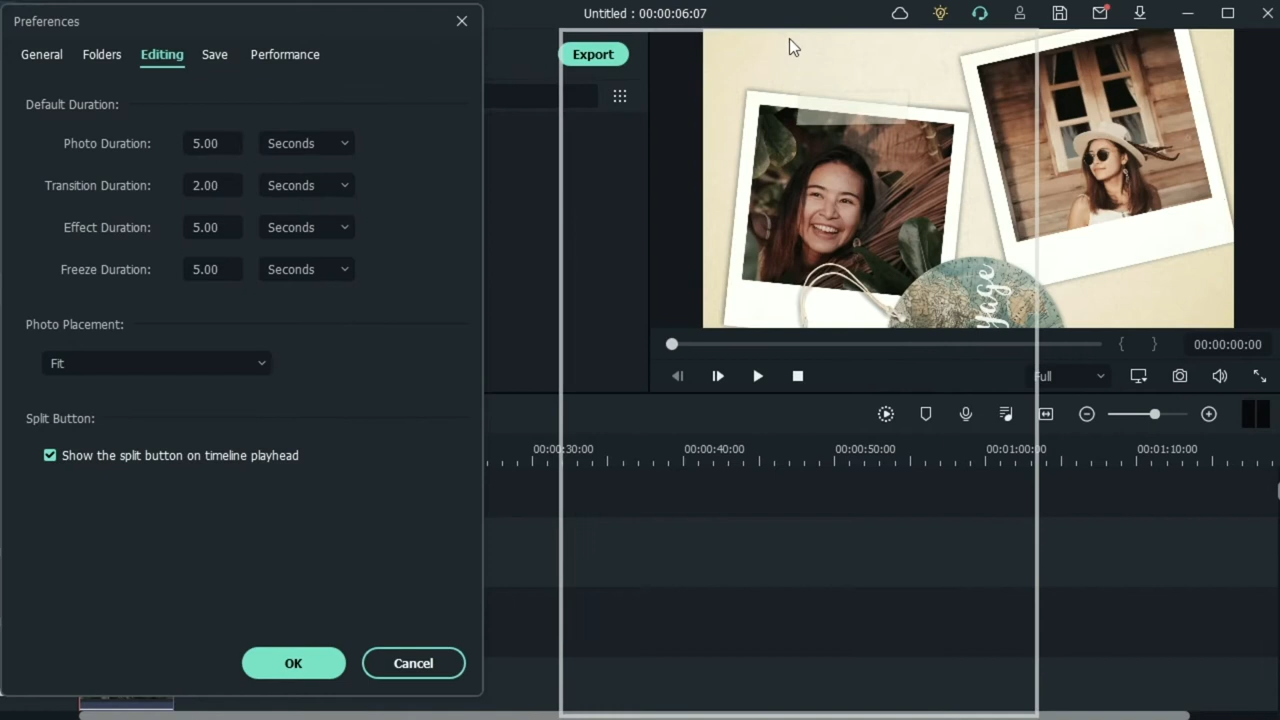 Preferences
Untitled : 00:00:06:07
General Folders Editing Save Performance
Export
Default Duration:
Photo Duration: 5.00 Seconds
Transition Duration: 2.00 Seconds
Effect Duration: 5.00 Seconds
Freeze Duration: 5.00 Seconds
yage
Photo Placement:
{ } 00:00:00:00
Fit
Full
Split Button:
Show the split button on timeline playhead
00:00:30:00 00:00:40:00 00:00:50:00 00:01:00:00 00:01:10:00
OK Cancel